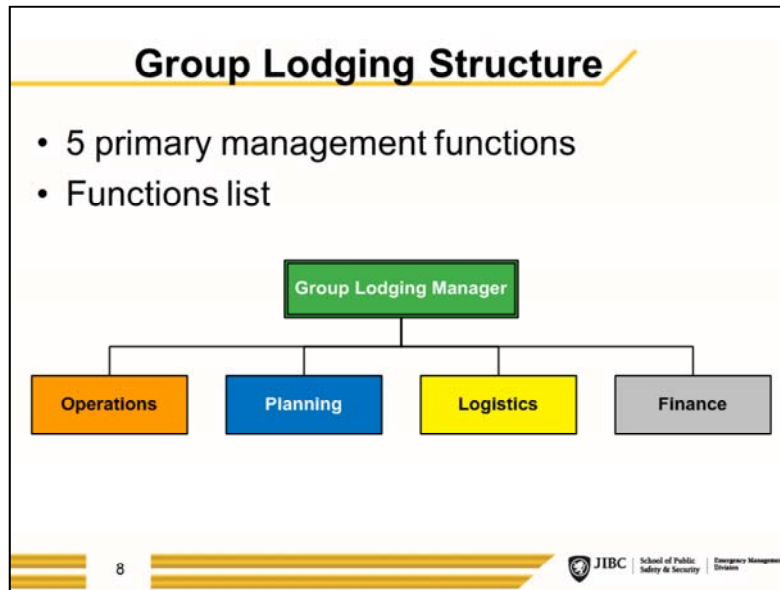 Group Lodging Structure
• 5 primary management functions
• Functions list
Group Lodging Manager
Operations
Planning
Logistics
Finance
8
JIBC
School of Public
Safety & Security
Emergency Management
Division